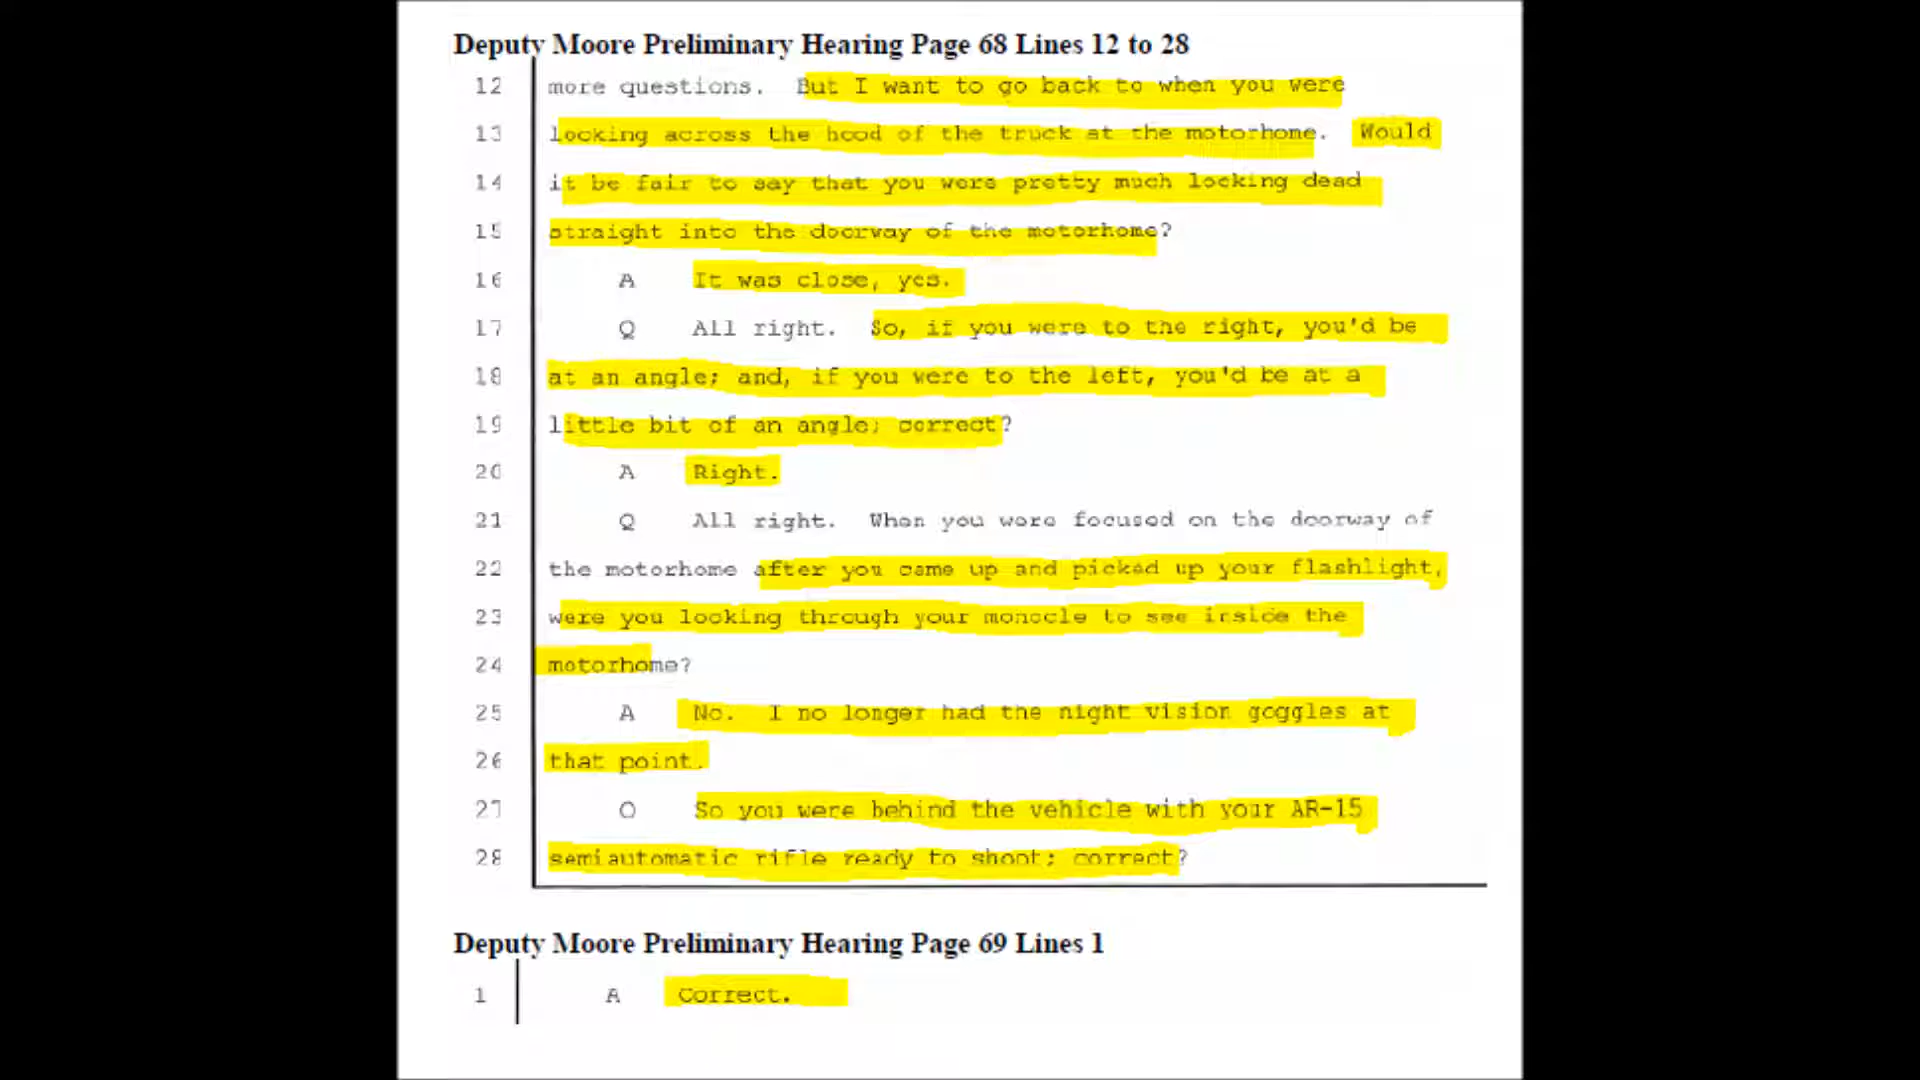 Deputy Moore Preliminary Hearing Page 68 Lines 12 to 28
12 more questions. But I want to go back to when you were
13 looking across the hood of the truck at the motorhome. Would
14 it be fair to say that you were pretty much looking dead
15 straight into the doorway of the motorhome?
16 A It was close, yes.
17 Q All right. So, if you were to the right, you'd be
18 at an angle; and, if you were to the left, you'd be at a
19 little bit of an angle; correct?
20 A Right.
21 Q All right. When you were focused on the doorway of
22 the motorhome after you came up and picked up your flashlight,
23 were you looking through your monocle to see inside the
24 motorhome?
25 A No. I no longer had the night vision goggles at
26 that point.
27 Q So you were behind the vehicle with your AR-15
28 semiautomatic rifle ready to shoot; correct?
Deputy Moore Preliminary Hearing Page 69 Lines 1
1 A Correct.